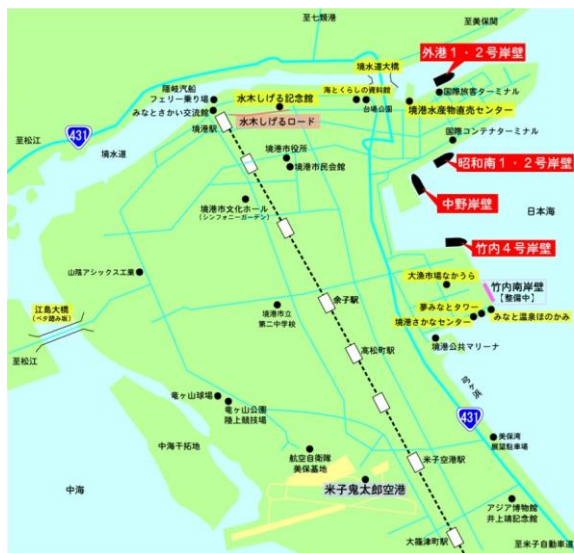 至七類港
至美保関
外港1・2号岸壁
境水道大橋
隠岐汽船
フェリー乗り場
みなとさかい交流館
境港駅
水木しげる記念館
水木しげるロード
海とくらしの資料館
台場公園
国際旅客ターミナル
境港水産物直売センター
国際コンテナターミナル
至松江
431
境水道
境港市役所
境港市民会館
昭和南1・2号岸壁
中野岸壁
日本海
境港市文化ホール
(シンフォニーガーデン)
竹内4号岸壁
山陰アシックス工業
大漁市場なかうら
竹内南岸壁
【整備中】
江島大橋
(ベタ踏み坂)
余子駅
夢みなとタワー
みなと温泉ほのかみ
境港さかなセンター
境港市立
第二中学校
境港公共マリーナ
高松町駅
至松江
弓ヶ浜
竜ヶ山球場
竜ヶ山公園
陸上競技場
431
中海干拓地
美保湾
展望駐車場
航空自衛隊
美保基地
米子空港駅
中海
米子鬼太郎空港
アジア博物館
井上靖記念館
大篠津町駅
至米子自動車道